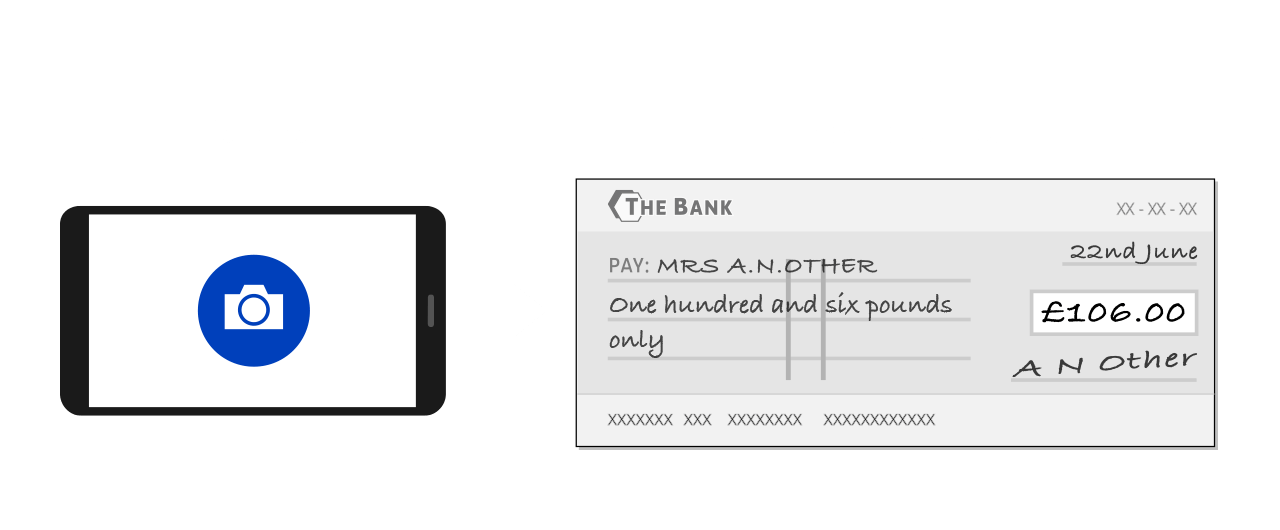 THE BANK
XX - XX - XX
22nd June
PAY: MRS A.N.OTHER
One hundred and six pounds
only
£106.00
A N Other
XXXXXXX XXX XXXXXXXX XXXXXXXXXXXX